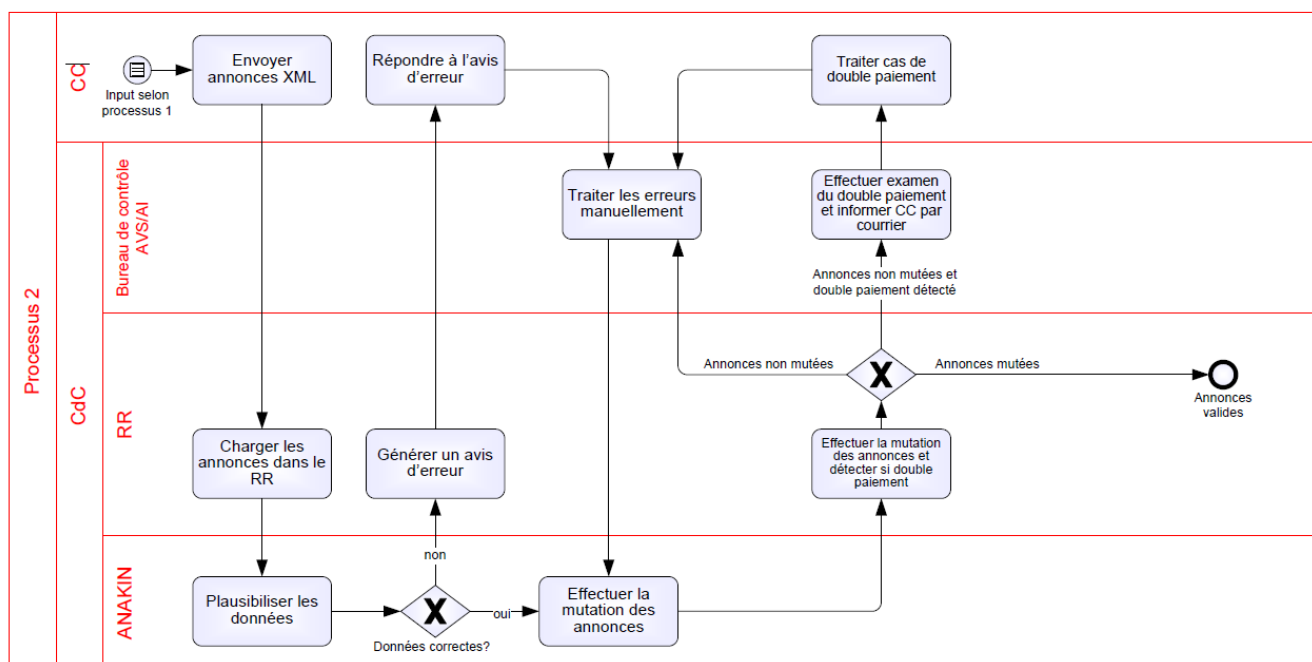 Processus 2
CC
Input selon
processus 1
Envoyer
annonces XML
Répondre à l'avis
d'erreur
Traiter cas de
double paiement
CdC
Bureau de contrôle
AVS/AI
Traiter les erreurs
manuellement
Effectuer examen
du double paiement
et informer CC par
courrier
Annonces non mutées et
double paiement détecté
RR
Annonces non mutées
X
Annonces mutées
Annonces
valides
Charger les
annonces dans le
RR
Générer un avis
d'erreur
Effectuer la mutation
des annonces et
détecter si double
paiement
ANAKIN
non
Plausibiliser les
données
X
oui
Données correctes?
Effectuer la
mutation des
annonces